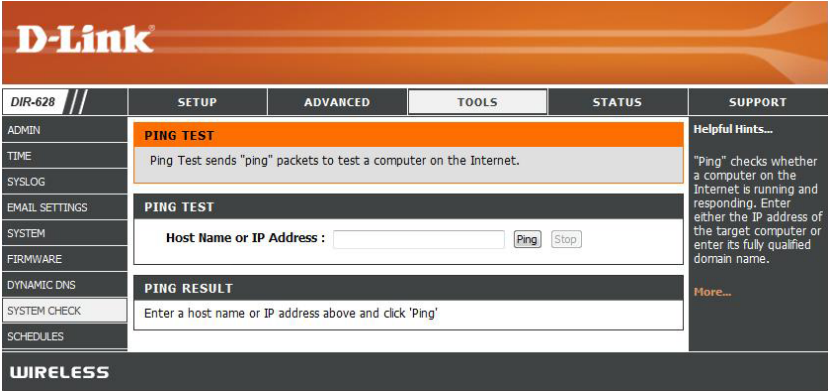 D-Link
DIR-628
SETUP
ADVANCED
TOOLS
STATUS
SUPPORT
ADMIN
TIME
SYSLOG
EMAIL SETTINGS
SYSTEM
FIRMWARE
DYNAMIC DNS
SYSTEM CHECK
SCHEDULES
PING TEST
Ping Test sends "ping" packets to test a computer on the Internet.
PING TEST
Host Name or IP Address :
Ping
Stop
PING RESULT
Enter a host name or IP address above and click 'Ping'
Helpful Hints...
"Ping" checks whether
a computer on the
Internet is running and
responding. Enter
either the IP address of
the target computer or
enter its fully qualified
domain name.
More...
WIRELESS